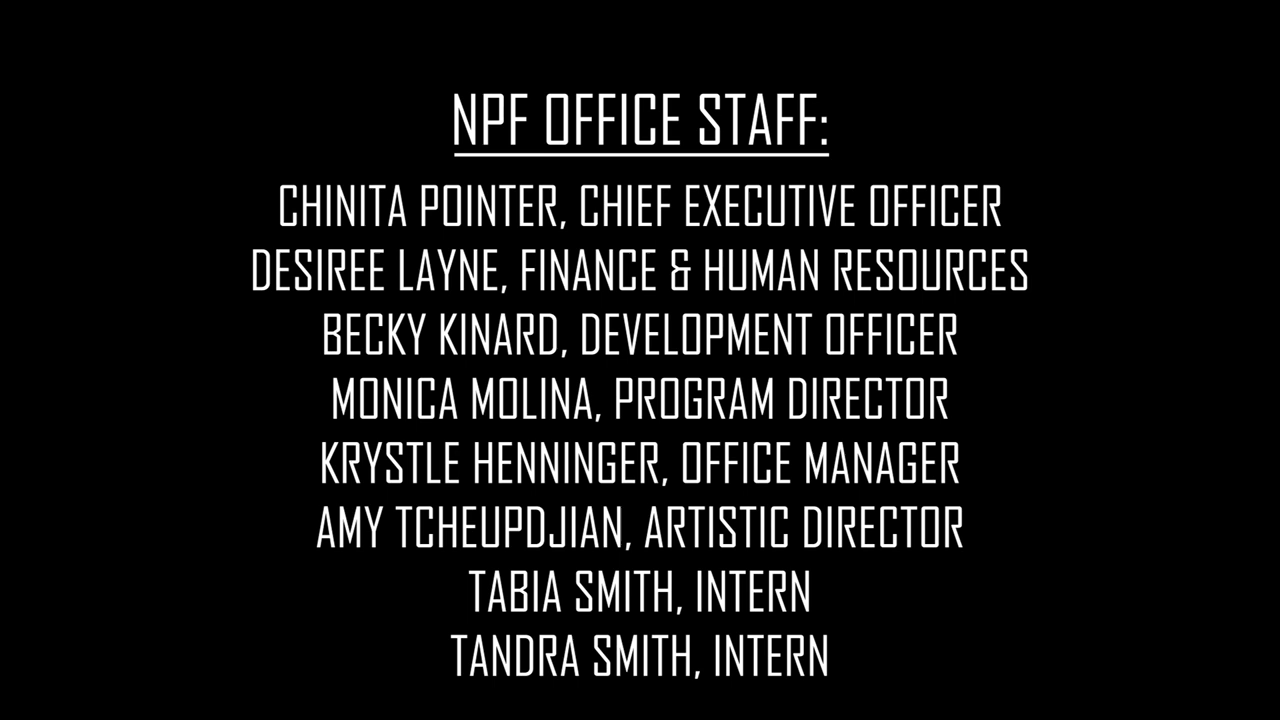 NPF OFFICE STAFF:
CHINITA POINTER, CHIEF EXECUTIVE OFFICER
DESIREE LAYNE, FINANCE & HUMAN RESOURCES
BECKY KINARD, DEVELOPMENT OFFICER
MONICA MOLINA, PROGRAM DIRECTOR
KRYSTLE HENNINGER, OFFICE MANAGER
AMY TCHEUPDJIAN, ARTISTIC DIRECTOR
TABIA SMITH, INTERN
TANDRA SMITH, INTERN